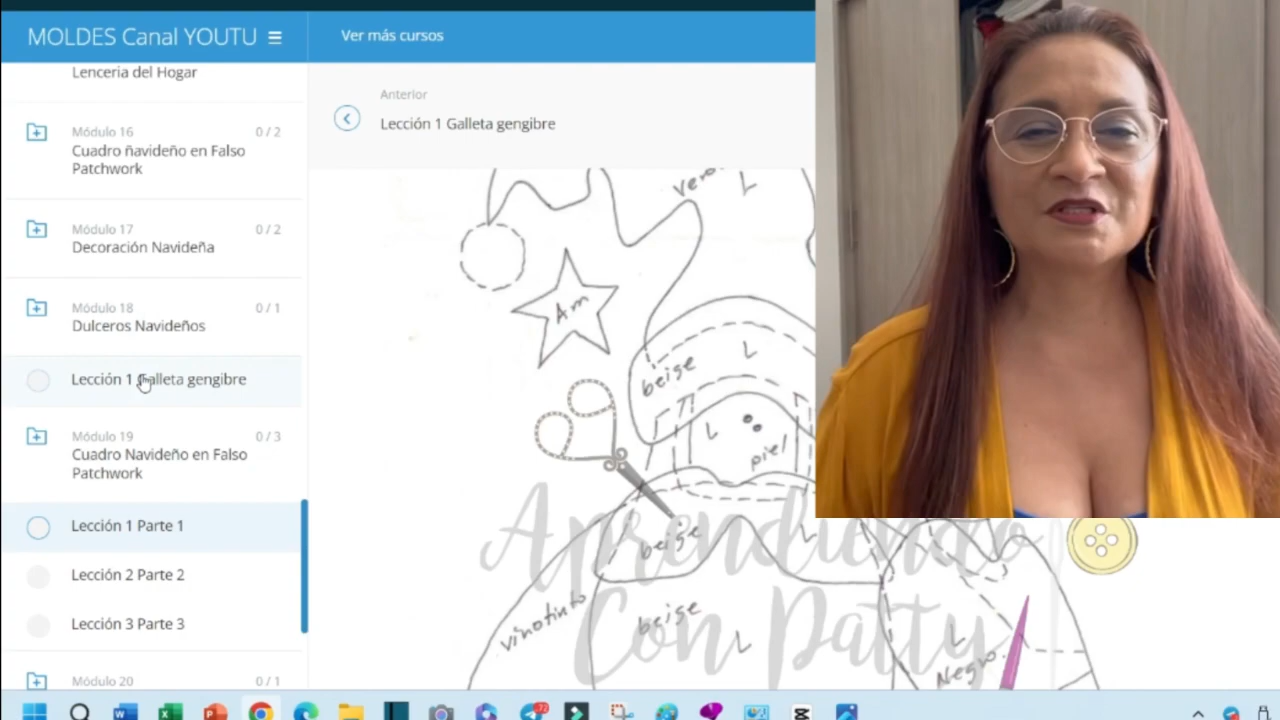 MOLDES Canal YOUTU
Ver más cursos
Lenceria del Hogar
Anterior
Lección 1 Galleta gengibre
Módulo 16 0 / 2
Cuadro ñavideño en Falso
Patchwork
Módulo 17 0 / 2
Decoración Navideña
Módulo 18 0 / 1
Dulceros Navideños
Lección 1 Galleta gengibre
Módulo 19 0 / 3
Cuadro Navideño en Falso
Patchwork
Lección 1 Parte 1
Lección 2 Parte 2
Lección 3 Parte 3
Módulo 20 0 / 1
L
Am
beise L
L piel
beise L
vinotinto beise L
L
Negro
Aprendiendo
Con Patty